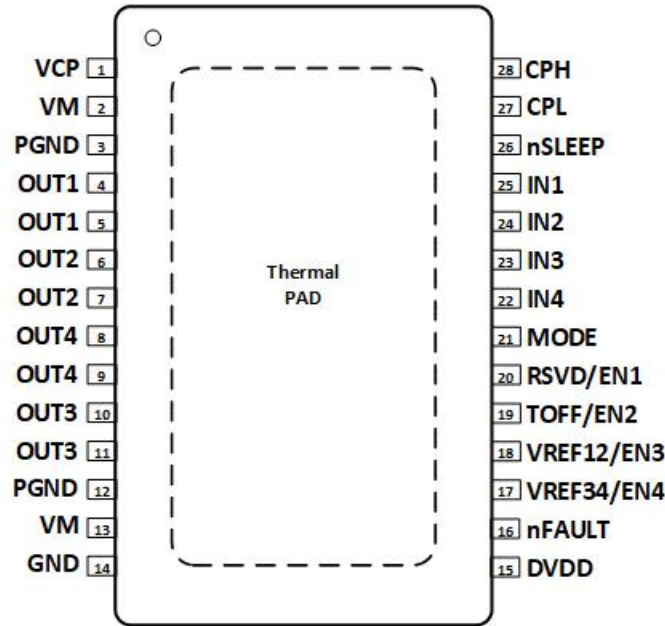 VCP 1
VM 2
PGND 3
OUT1 4
OUT1 5
OUT2 6
OUT2 7
OUT4 8
OUT4 9
OUT3 10
OUT3 11
PGND 12
VM 13
GND 14
Thermal
PAD
28 CPH
27 CPL
26 nSLEEP
25 IN1
24 IN2
23 IN3
22 IN4
21 MODE
20 RSVD/EN1
19 TOFF/EN2
18 VREF12/EN3
17 VREF34/EN4
16 nFAULT
15 DVDD